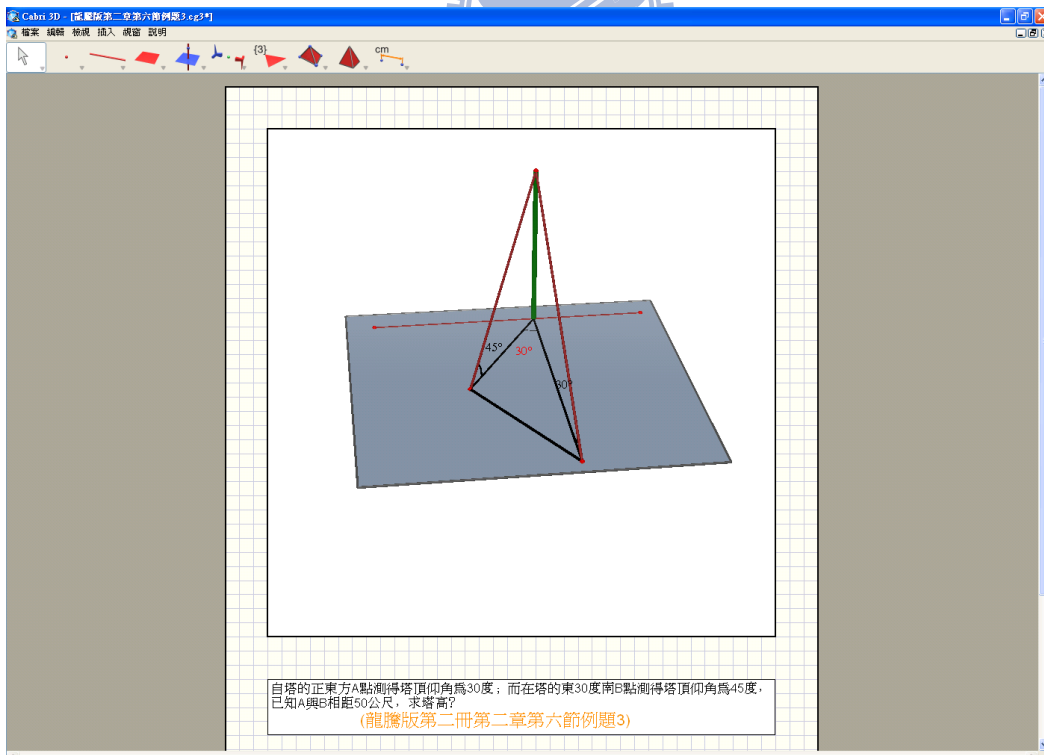 Cabri 3D - [龍騰版第二章第六節例題3.cg3*]
檔案 編輯 檢視 插入 視窗 說明
{3}
cm
45°
30°
30°
自塔的正東方A點測得塔頂仰角為30度；而在塔的東30度南B點測得塔頂仰角為45度，
已知A與B相距50公尺，求塔高?
(龍騰版第二冊第二章第六節例題3)